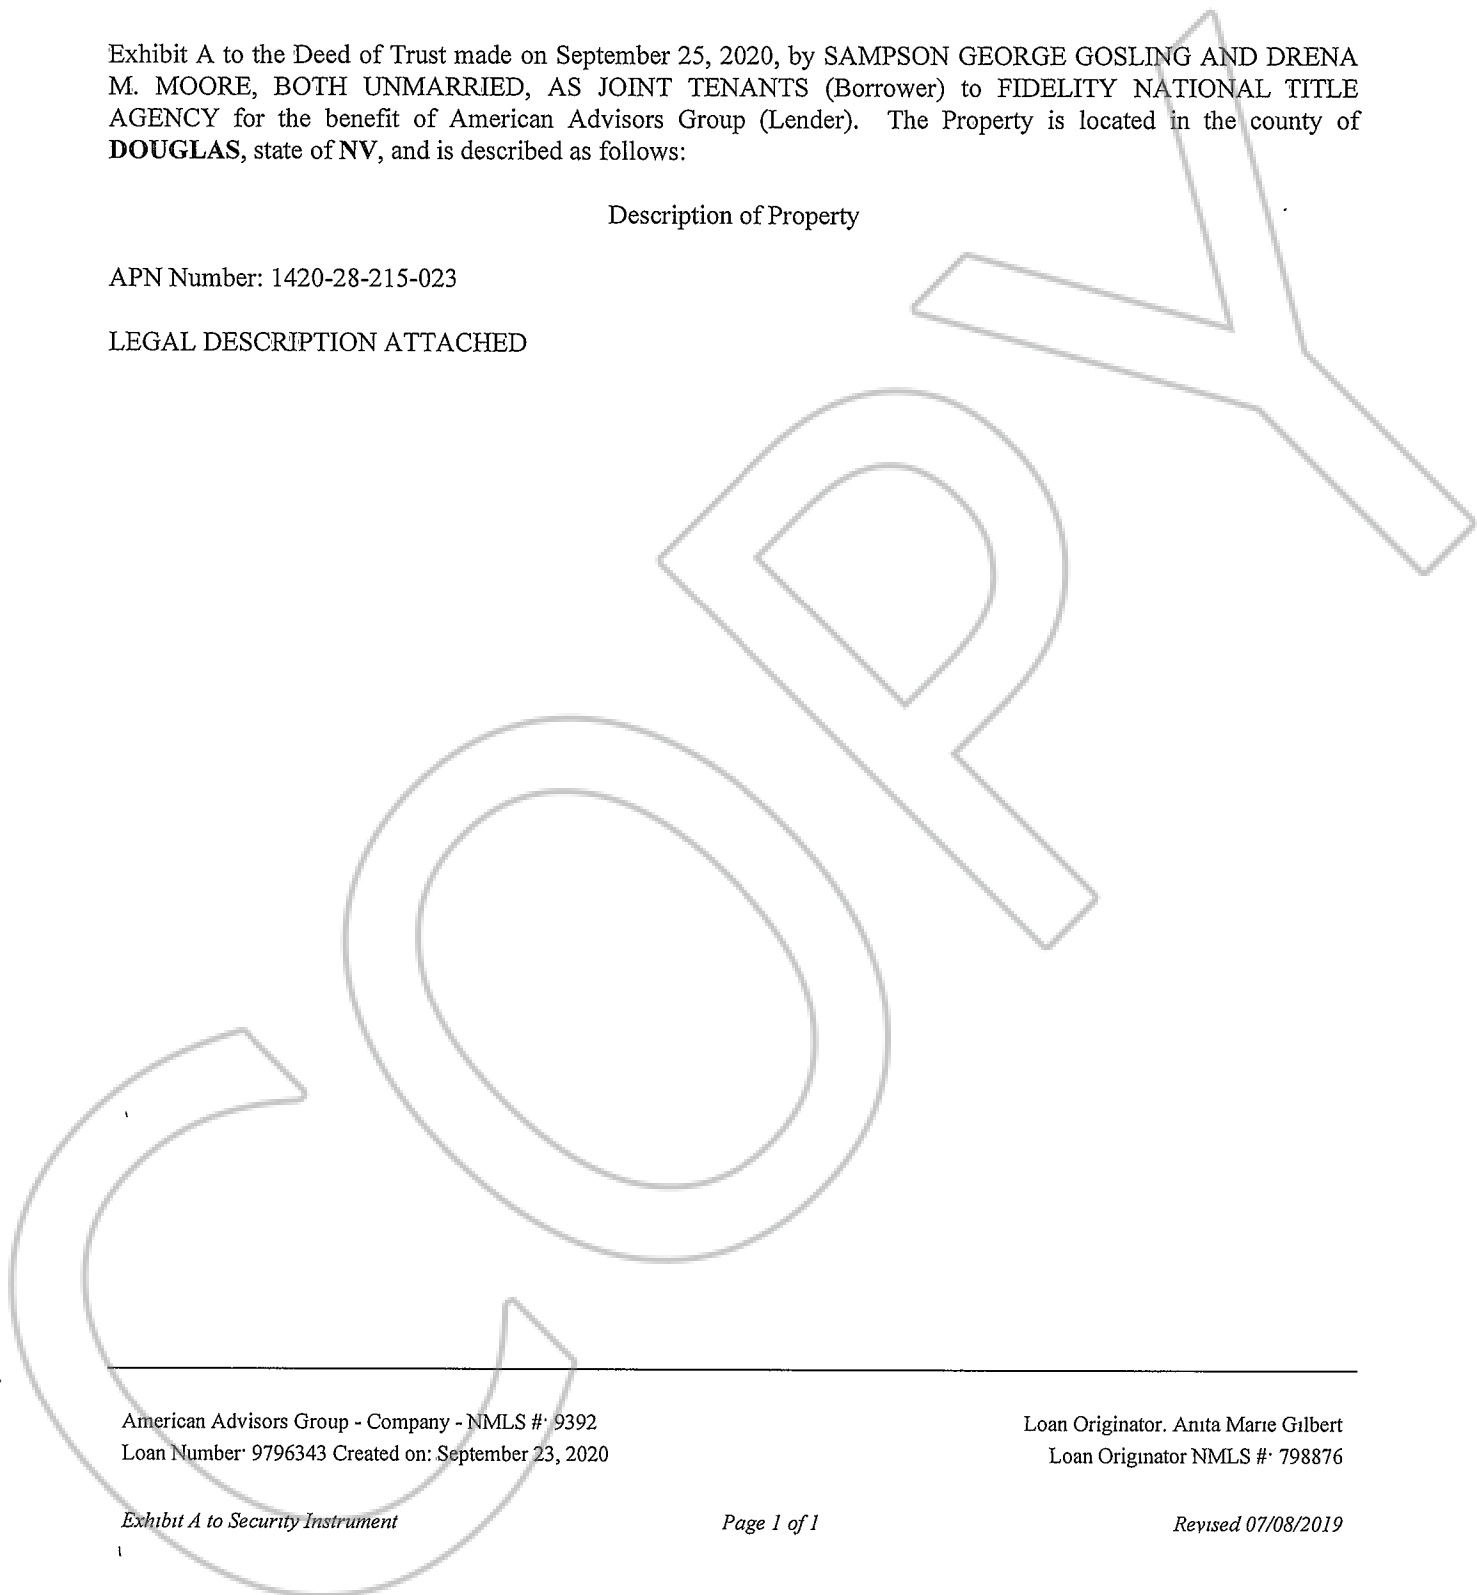 Exhibit A to the Deed of Trust made on September 25, 2020, by SAMPSON GEORGE GOSLING AND DRENA
M. MOORE, BOTH UNMARRIED, AS JOINT TENANTS (Borrower) to FIDELITY NATIONAL TITLE
AGENCY for the benefit of American Advisors Group (Lender). The Property is located in the county of
DOUGLAS, state of NV, and is described as follows:
Description of Property
APN Number: 1420-28-215-023
LEGAL DESCRIPTION ATTACHED
COPY
American Advisors Group - Company - NMLS #: 9392
Loan Originator. Anita Marie Gilbert
Loan Number: 9796343 Created on: September 23, 2020
Loan Originator NMLS #: 798876
Exhibit A to Security Instrument
Page 1 of 1
Revised 07/08/2019